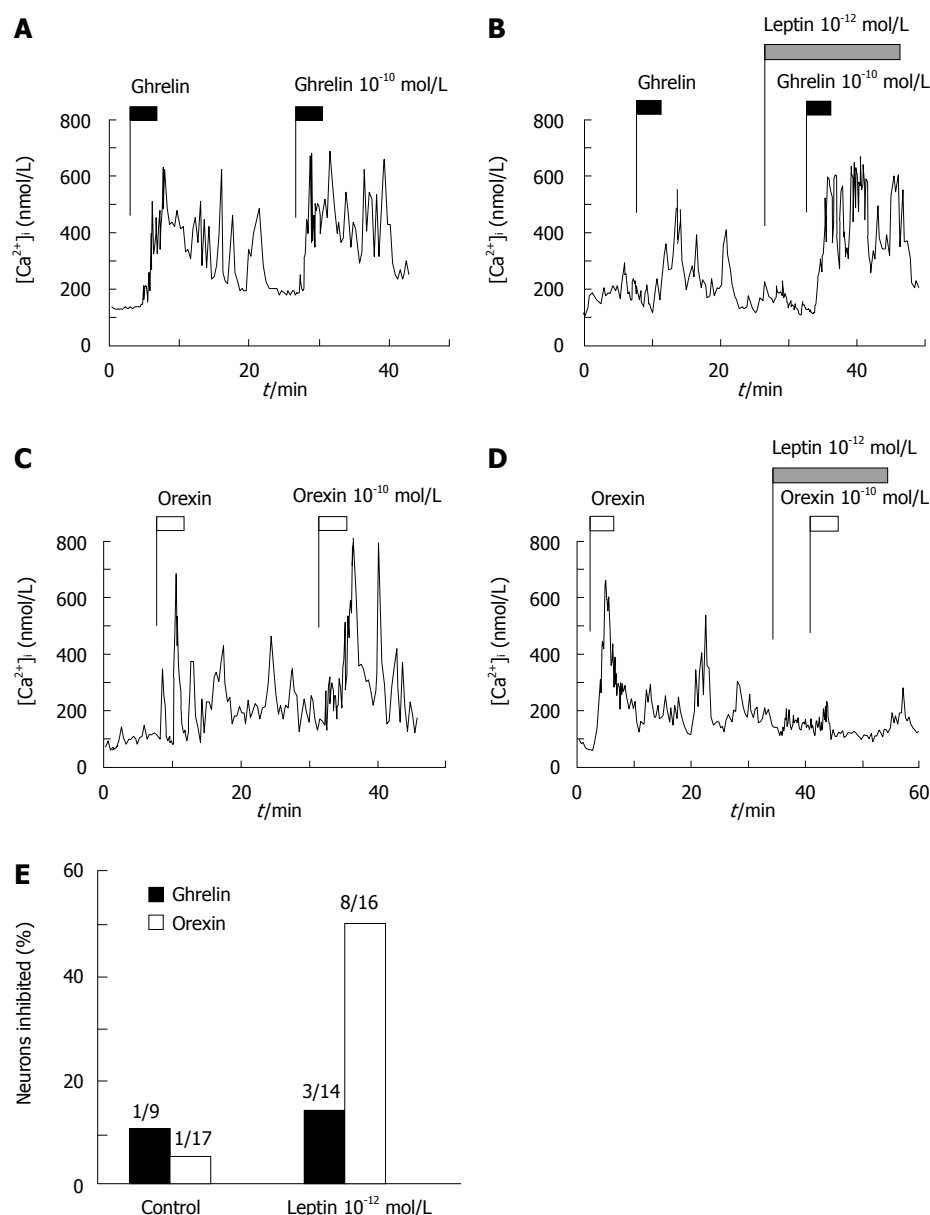 A
Ghrelin
Ghrelin 10⁻¹⁰ mol/L
[Ca²⁺]ᵢ (nmol/L)
800
600
400
200
0
0 20 40
t/min
B
Leptin 10⁻¹² mol/L
Ghrelin
Ghrelin 10⁻¹⁰ mol/L
[Ca²⁺]ᵢ (nmol/L)
800
600
400
200
0
0 20 40
t/min
C
Orexin
Orexin 10⁻¹⁰ mol/L
[Ca²⁺]ᵢ (nmol/L)
800
600
400
200
0
0 20 40
t/min
D
Leptin 10⁻¹² mol/L
Orexin
Orexin 10⁻¹⁰ mol/L
[Ca²⁺]ᵢ (nmol/L)
800
600
400
200
0
0 20 40 60
t/min
E
Ghrelin
Orexin
Neurons inhibited (%)
60
40
20
0
1/9
1/17
3/14
8/16
Control
Leptin 10⁻¹² mol/L